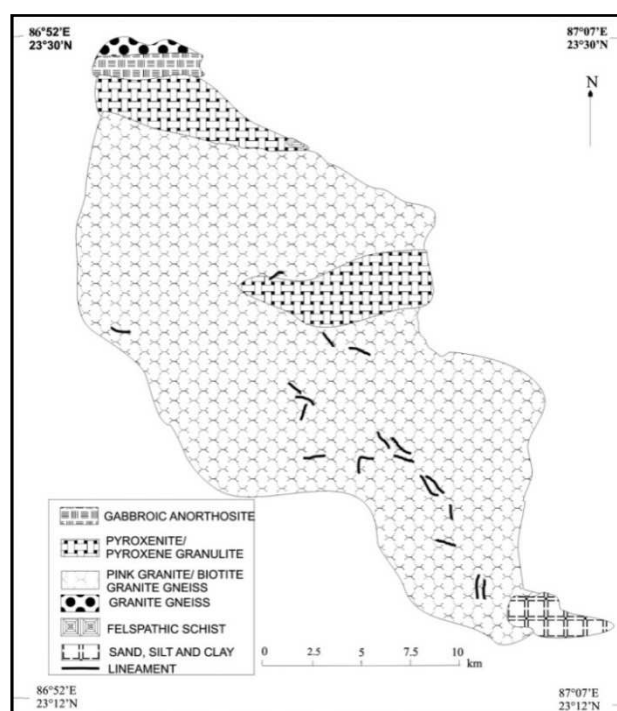 86°52'E
23°30'N
87°07'E
23°30'N
N
GABBROIC ANORTHOSITE
PYROXENITE/
PYROXENE GRANULITE
PINK GRANITE/ BIOTITE
GRANITE GNEISS
GRANITE GNEISS
FELSPATHIC SCHIST
SAND, SILT AND CLAY
LINEAMENT
0 2.5 5 7.5 10
km
86°52'E
23°12'N
87°07'E
23°12'N